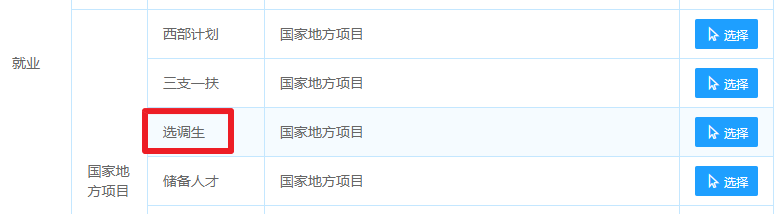 西部计划
国家地方项目
选择
就业
三支一扶
国家地方项目
选择
选调生
国家地方项目
选择
国家地
方项目
储备人才
国家地方项目
选择